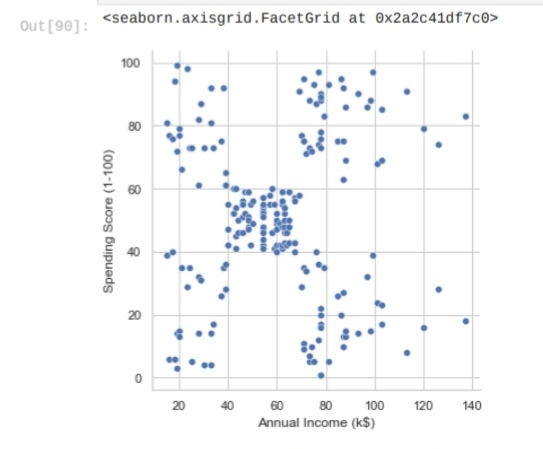 <seaborn.axisgrid.FacetGrid at 0x2a2c41df7c0>
Out[90]:
100
80
60
40
20
0
Spending Score (1-100)
20 40 60 80 100 120 140
Annual Income (k$)